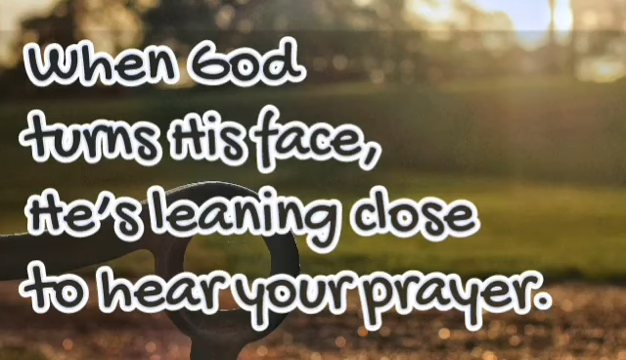 When God
turns His face,
He's leaning close
to hear your prayer.